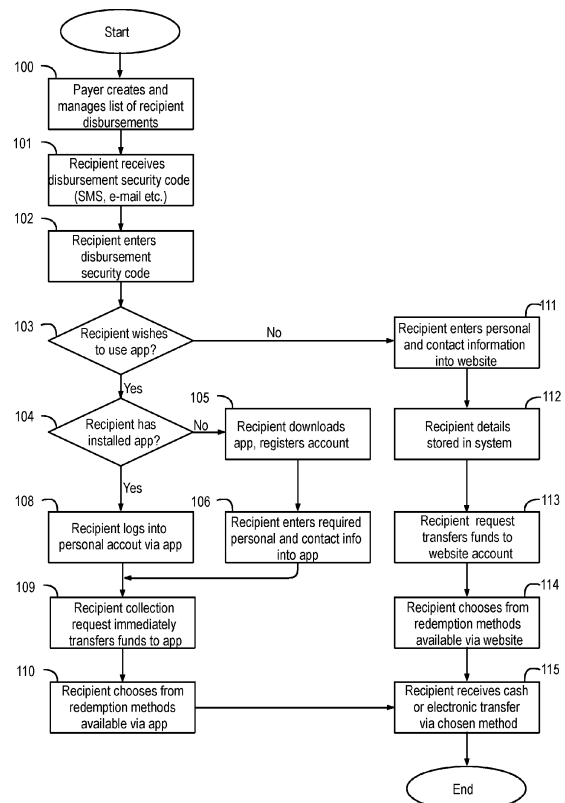 Start
100
Payer creates and
manages list of recipient
disbursements
101
Recipient receives
disbursement security code
(SMS, e-mail etc.)
102
Recipient enters
disbursement
security code
103
Recipient wishes
to use app?
No
Yes
111
Recipient enters personal
and contact information
into website
104
Recipient has
installed app?
No
Yes
105
Recipient downloads
app, registers account
112
Recipient details
stored in system
108
Recipient logs into
personal accout via app
106
Recipient enters required
personal and contact info
into app
113
Recipient request
transfers funds to
website account
109
Recipient collection
request immediately
transfers funds to app
114
Recipient chooses from
redemption methods
available via website
110
Recipient chooses from
redemption methods
available via app
115
Recipient receives cash
or electronic transfer
via chosen method
End